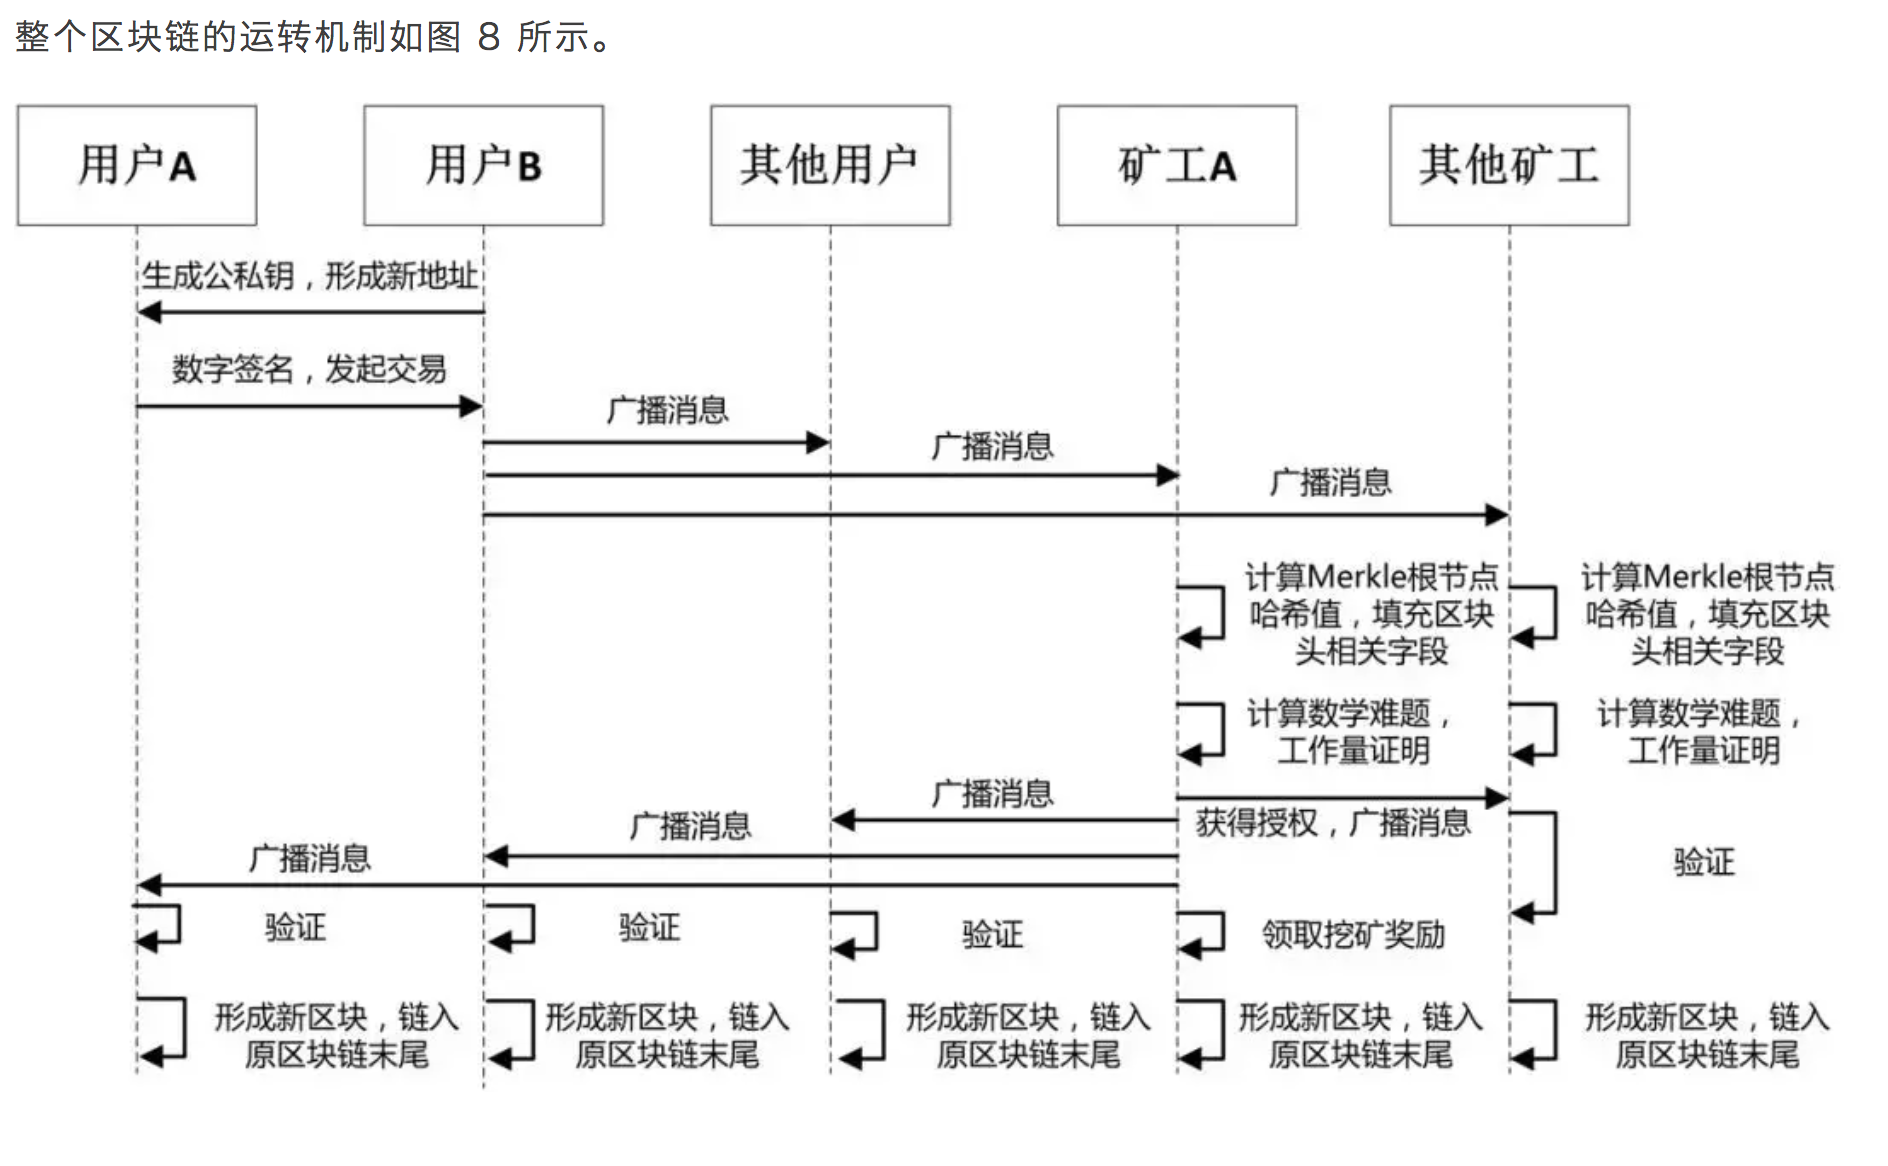 整个区块链的运转机制如图 8 所示。
用户A
用户B
其他用户
矿工A
其他矿工
生成公私钥，形成新地址
数字签名，发起交易
广播消息
广播消息
广播消息
计算Merkle根节点
哈希值，填充区块
头相关字段
计算Merkle根节点
哈希值，填充区块
头相关字段
计算数学难题，
工作量证明
计算数学难题，
工作量证明
广播消息
获得授权，广播消息
广播消息
广播消息
验证
验证
验证
验证
领取挖矿奖励
形成新区块，链入
原区块链末尾
形成新区块，链入
原区块链末尾
形成新区块，链入
原区块链末尾
形成新区块，链入
原区块链末尾
形成新区块，链入
原区块链末尾